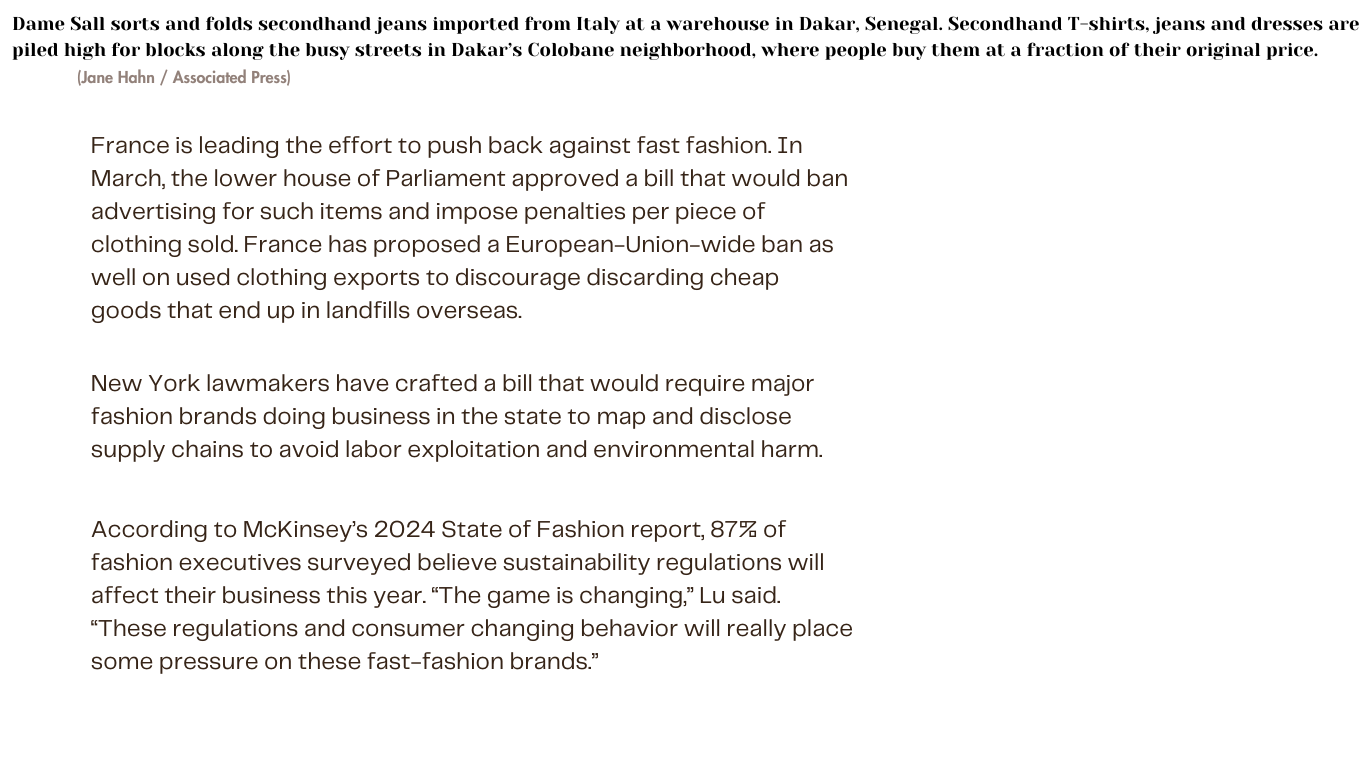 Dame Sall sorts and folds secondhand jeans imported from Italy at a warehouse in Dakar, Senegal. Secondhand T-shirts, jeans and dresses are
piled high for blocks along the busy streets in Dakar’s Colobane neighborhood, where people buy them at a fraction of their original price.
(Jane Hahn / Associated Press)
France is leading the effort to push back against fast fashion. In
March, the lower house of Parliament approved a bill that would ban
advertising for such items and impose penalties per piece of
clothing sold. France has proposed a European-Union-wide ban as
well on used clothing exports to discourage discarding cheap
goods that end up in landfills overseas.
New York lawmakers have crafted a bill that would require major
fashion brands doing business in the state to map and disclose
supply chains to avoid labor exploitation and environmental harm.
According to McKinsey’s 2024 State of Fashion report, 87% of
fashion executives surveyed believe sustainability regulations will
affect their business this year. “The game is changing,” Lu said.
“These regulations and consumer changing behavior will really place
some pressure on these fast-fashion brands.”